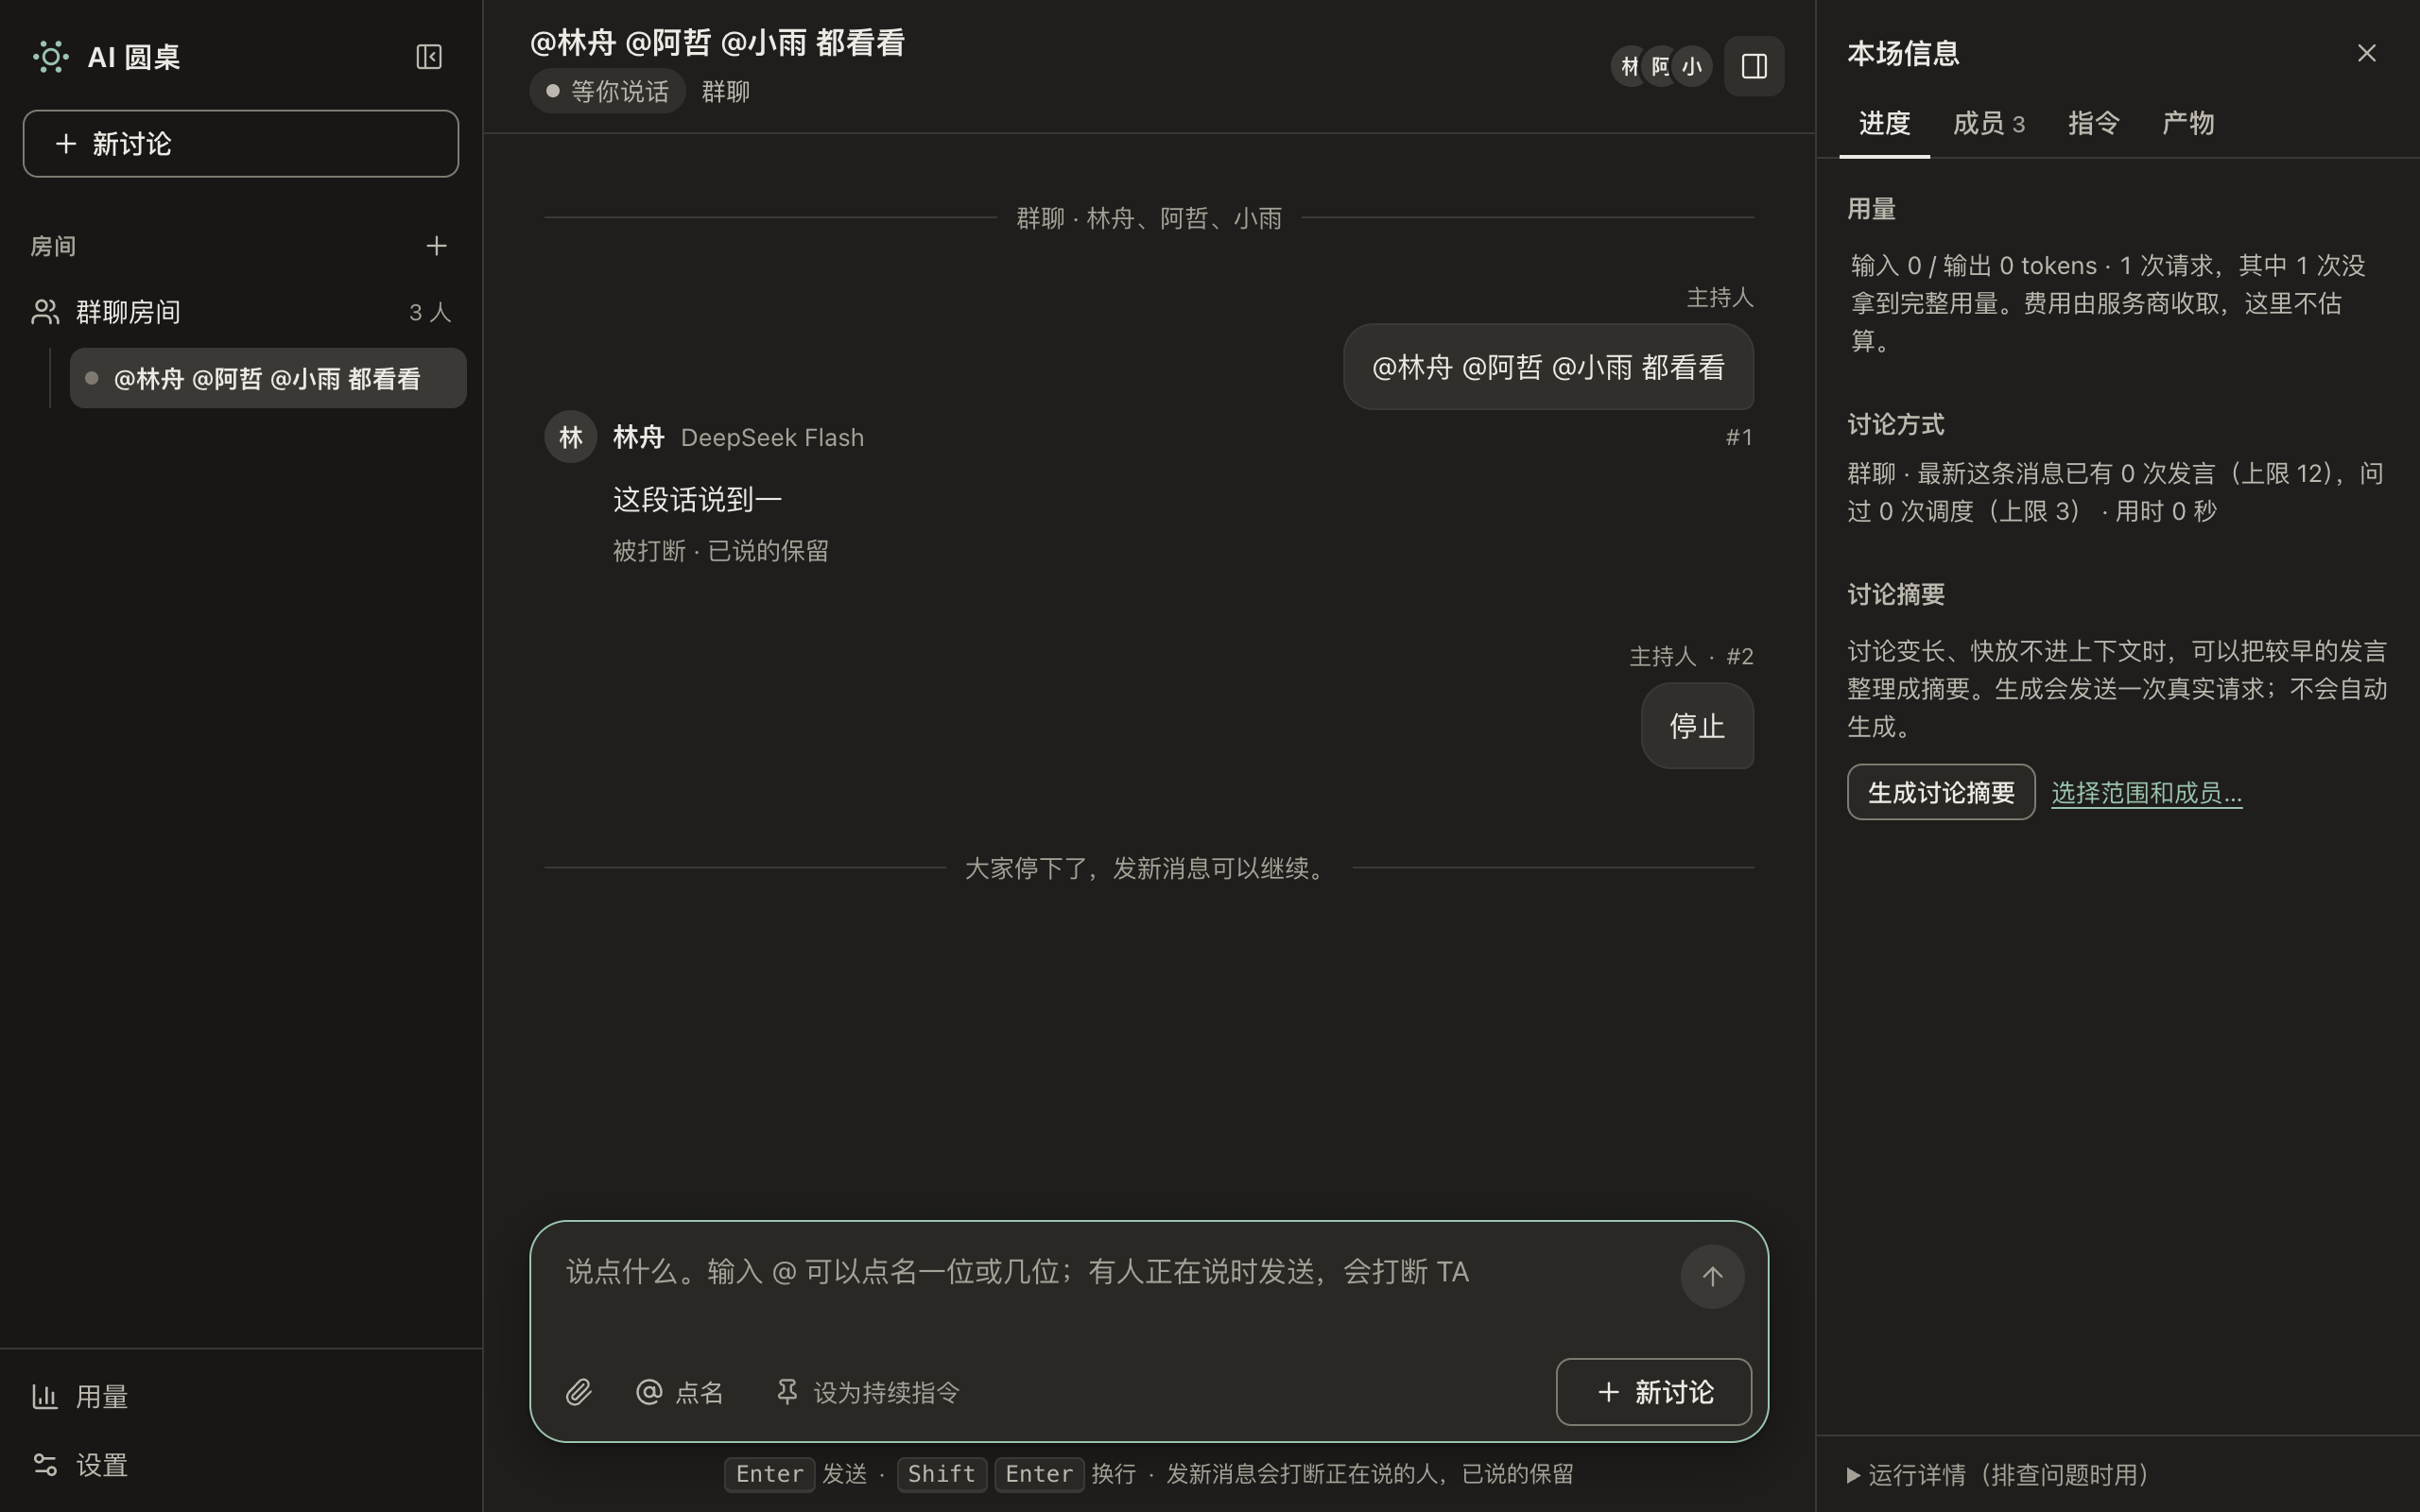 AI 圆桌
新讨论
房间
群聊房间 3 人
@林舟 @阿哲 @小雨 都看看
用量
设置
@林舟 @阿哲 @小雨 都看看
等你说话 群聊
林 阿 小
群聊 · 林舟、阿哲、小雨
主持人
@林舟 @阿哲 @小雨 都看看
林 林舟 DeepSeek Flash #1
这段话说到一
被打断 · 已说的保留
主持人 · #2
停止
大家停下了，发新消息可以继续。
说点什么。输入 @ 可以点名一位或几位；有人正在说时发送，会打断 TA
点名 设为持续指令 新讨论
Enter 发送 · Shift Enter 换行 · 发新消息会打断正在说的人，已说的保留
本场信息
进度 成员 3 指令 产物
用量
输入 0 / 输出 0 tokens · 1 次请求，其中 1 次没
拿到完整用量。费用由服务商收取，这里不估
算。
讨论方式
群聊 · 最新这条消息已有 0 次发言（上限 12），问
过 0 次调度（上限 3） · 用时 0 秒
讨论摘要
讨论变长、快放不进上下文时，可以把较早的发言
整理成摘要。生成会发送一次真实请求；不会自动
生成。
生成讨论摘要 选择范围和成员…
运行详情（排查问题时用）